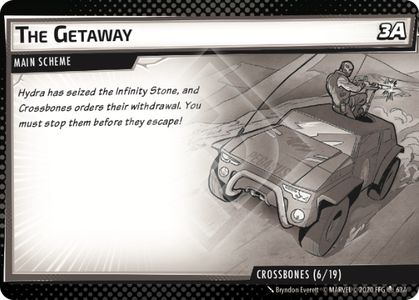 THE GETAWAY
3A
MAIN SCHEME
Hydra has seized the Infinity Stone, and
Crossbones orders their withdrawal. You
must stop them before they escape!
CROSSBONES (6/19)
Bryndon Everett © MARVEL © 2020 FFG 63A